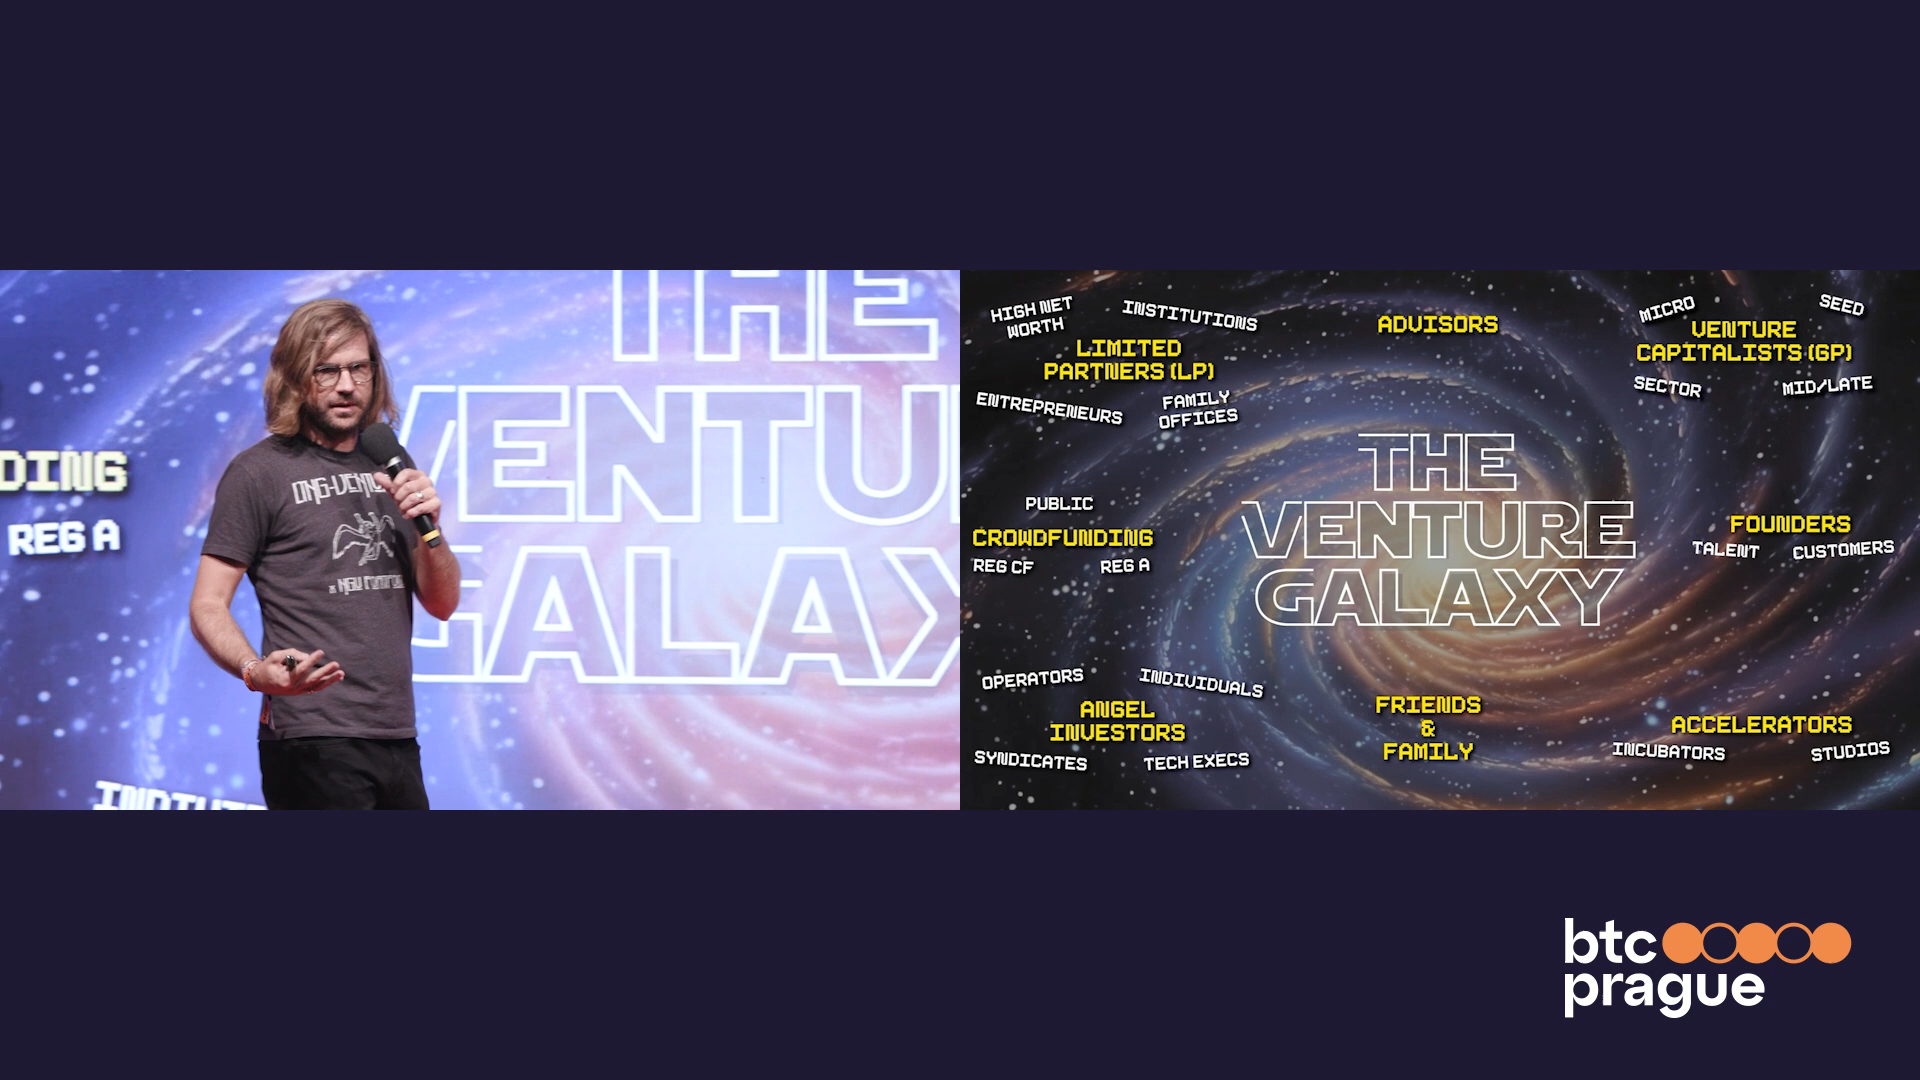 THE
VENTU
GALAX
DING
REG A
HIGH NET
WORTH
INSTITUTIONS
LIMITED
PARTNERS (LP)
ENTREPRENEURS
FAMILY
OFFICES
ADVISORS
MICRO
SEED
VENTURE
CAPITALISTS (GP)
SECTOR
MID/LATE
THE
VENTURE
GALAXY
PUBLIC
CROWDFUNDING
REG CF
REG A
FOUNDERS
TALENT
CUSTOMERS
OPERATORS
INDIVIDUALS
ANGEL
INVESTORS
SYNDICATES
TECH EXECS
FRIENDS
&
FAMILY
ACCELERATORS
INCUBATORS
STUDIOS
btc
prague